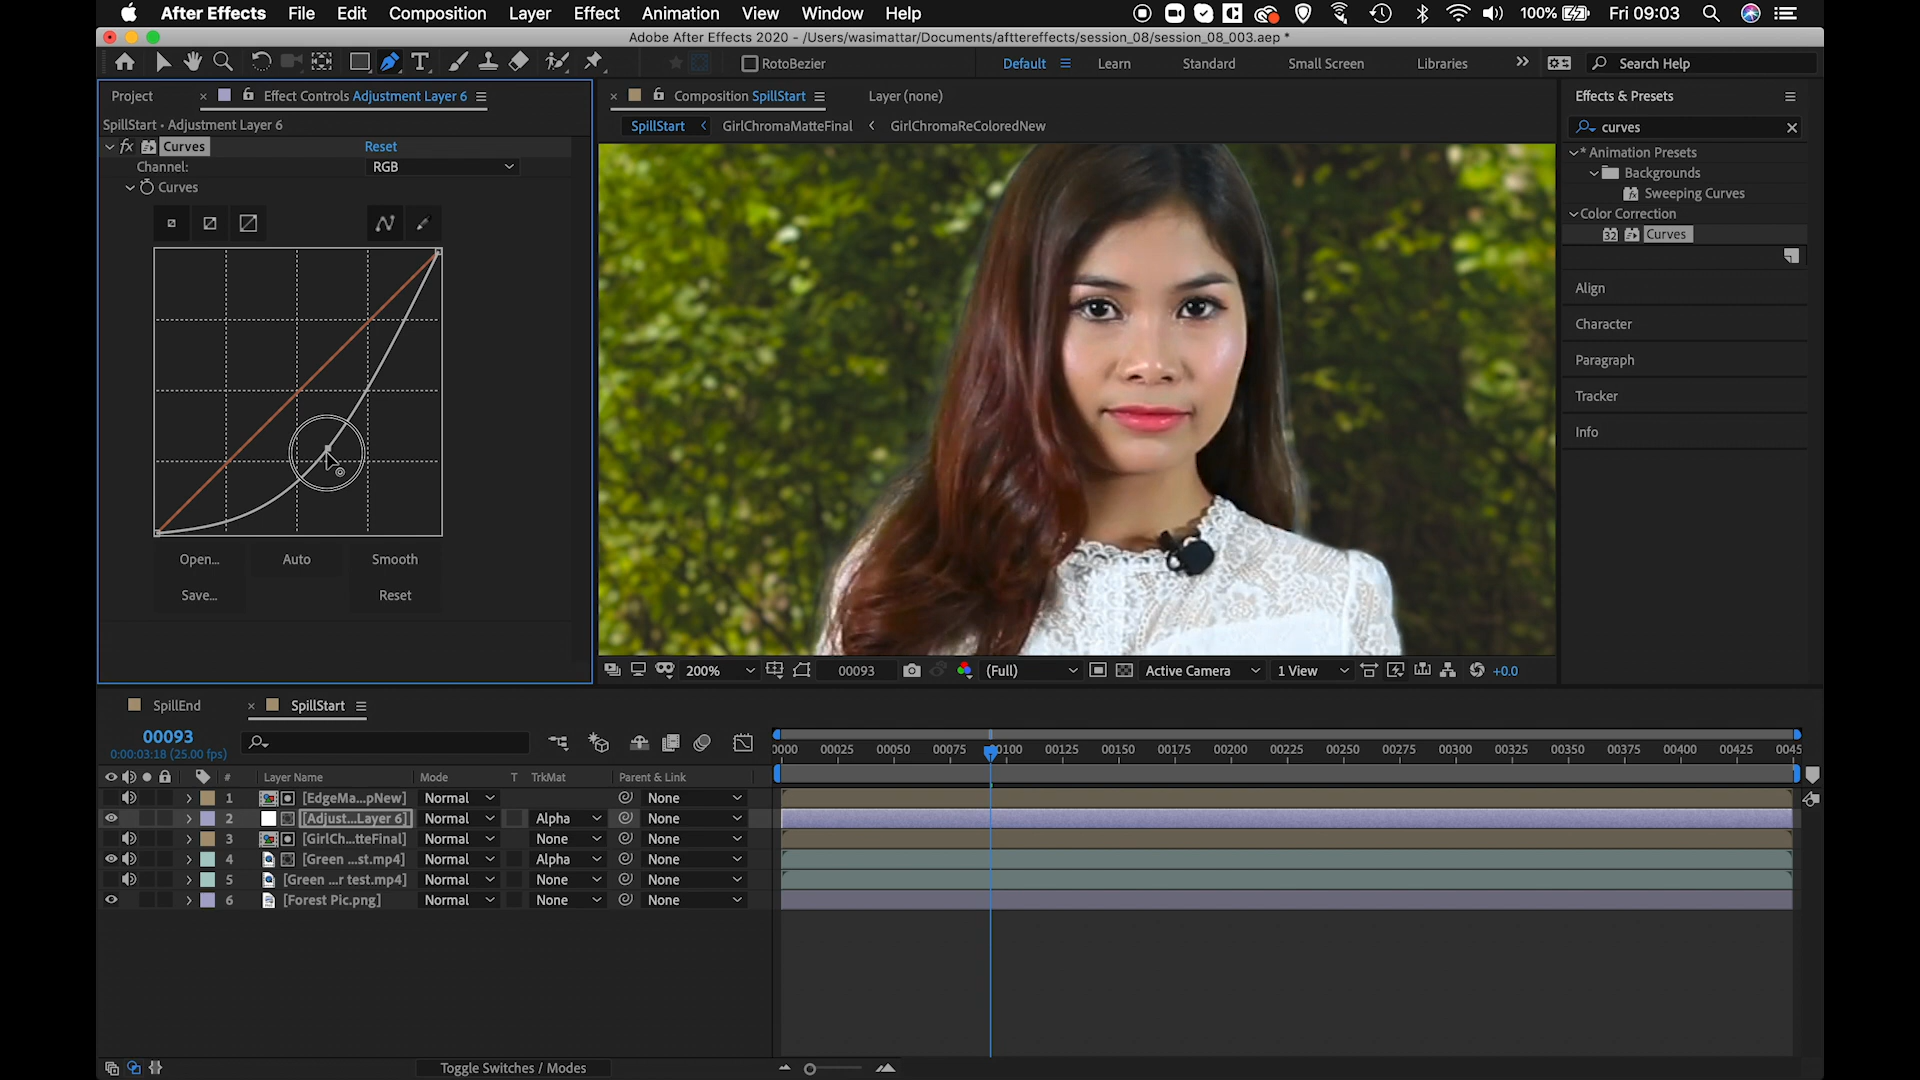 After Effects File Edit Composition Layer Effect Animation View Window Help 100% Fri 09:03
Adobe After Effects 2020 - /Users/wasimattar/Documents/afttereffects/session_08/session_08_003.aep *
RotoBezier Default Learn Standard Small Screen Libraries Search Help
Project Effect Controls Adjustment Layer 6 Composition SpillStart Layer (none) Effects & Presets
SpillStart • Adjustment Layer 6 SpillStart GirlChromaMatteFinal GirlChromaReColoredNew curves
fx Curves Reset
Channel: RGB
Curves
* Animation Presets
Backgrounds
Sweeping Curves
Color Correction
32 Curves
Align
Character
Paragraph
Tracker
Info
Open... Auto Smooth
Save... Reset
200% 00093 (Full) Active Camera 1 View +0.0
SpillEnd SpillStart
00093
0:00:03:18 (25.00 fps)
0000 00025 00050 00075 00100 00125 00150 00175 00200 00225 00250 00275 00300 00325 00350 00375 00400 00425 0045
# Layer Name Mode T TrkMat Parent & Link
1 [EdgeMa...pNew] Normal None
2 [Adjust...Layer 6] Normal Alpha None
3 [GirlCh...tteFinal] Normal None None
4 [Green ...st.mp4] Normal Alpha None
5 [Green ...r test.mp4] Normal None None
6 [Forest Pic.png] Normal None None
Toggle Switches / Modes